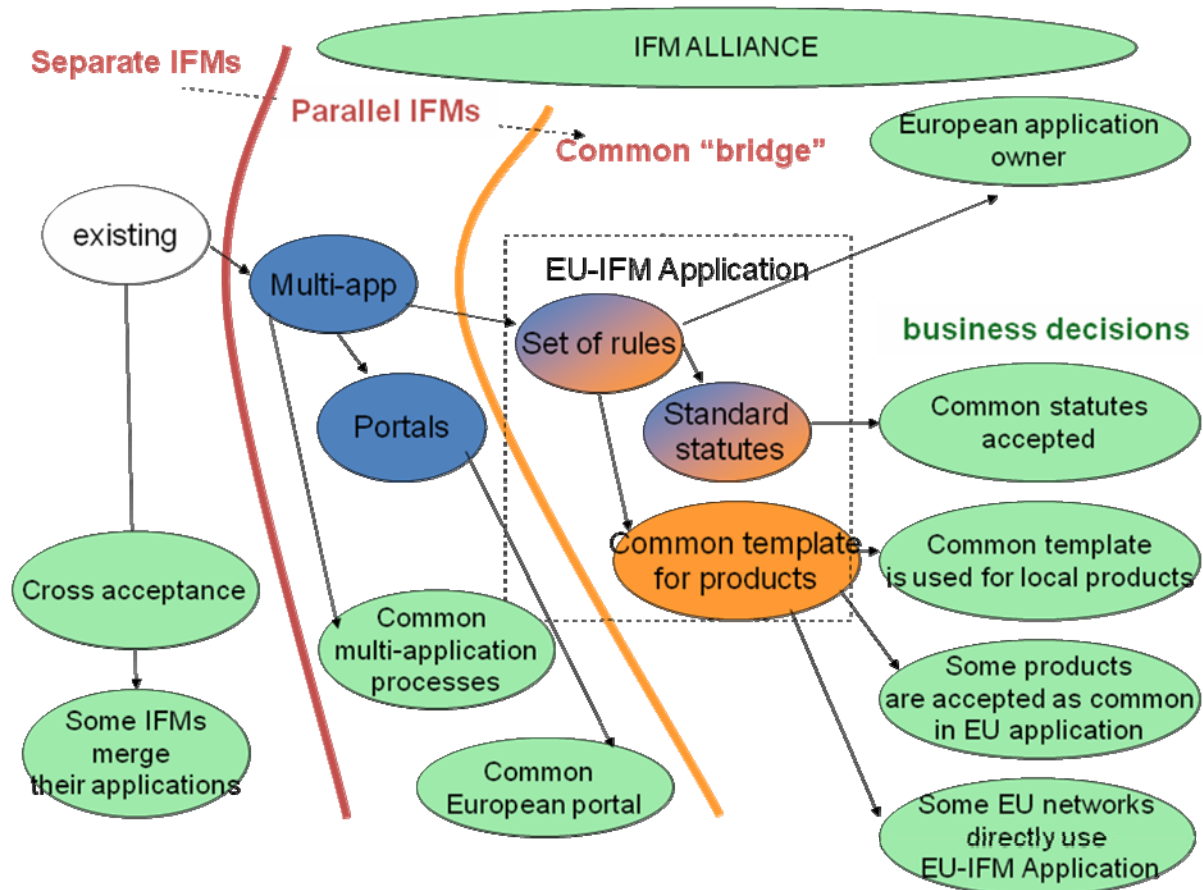 IFM ALLIANCE
Separate IFMs
Parallel IFMs
Common “bridge”
European application
owner
existing
Multi-app
EU-IFM Application
Set of rules
business decisions
Portals
Standard
statutes
Common statutes
accepted
Common template
for products
Common template
is used for local products
Cross acceptance
Common
multi-application
processes
Some products
are accepted as common
in EU application
Some IFMs
merge
their applications
Common
European portal
Some EU networks
directly use
EU-IFM Application